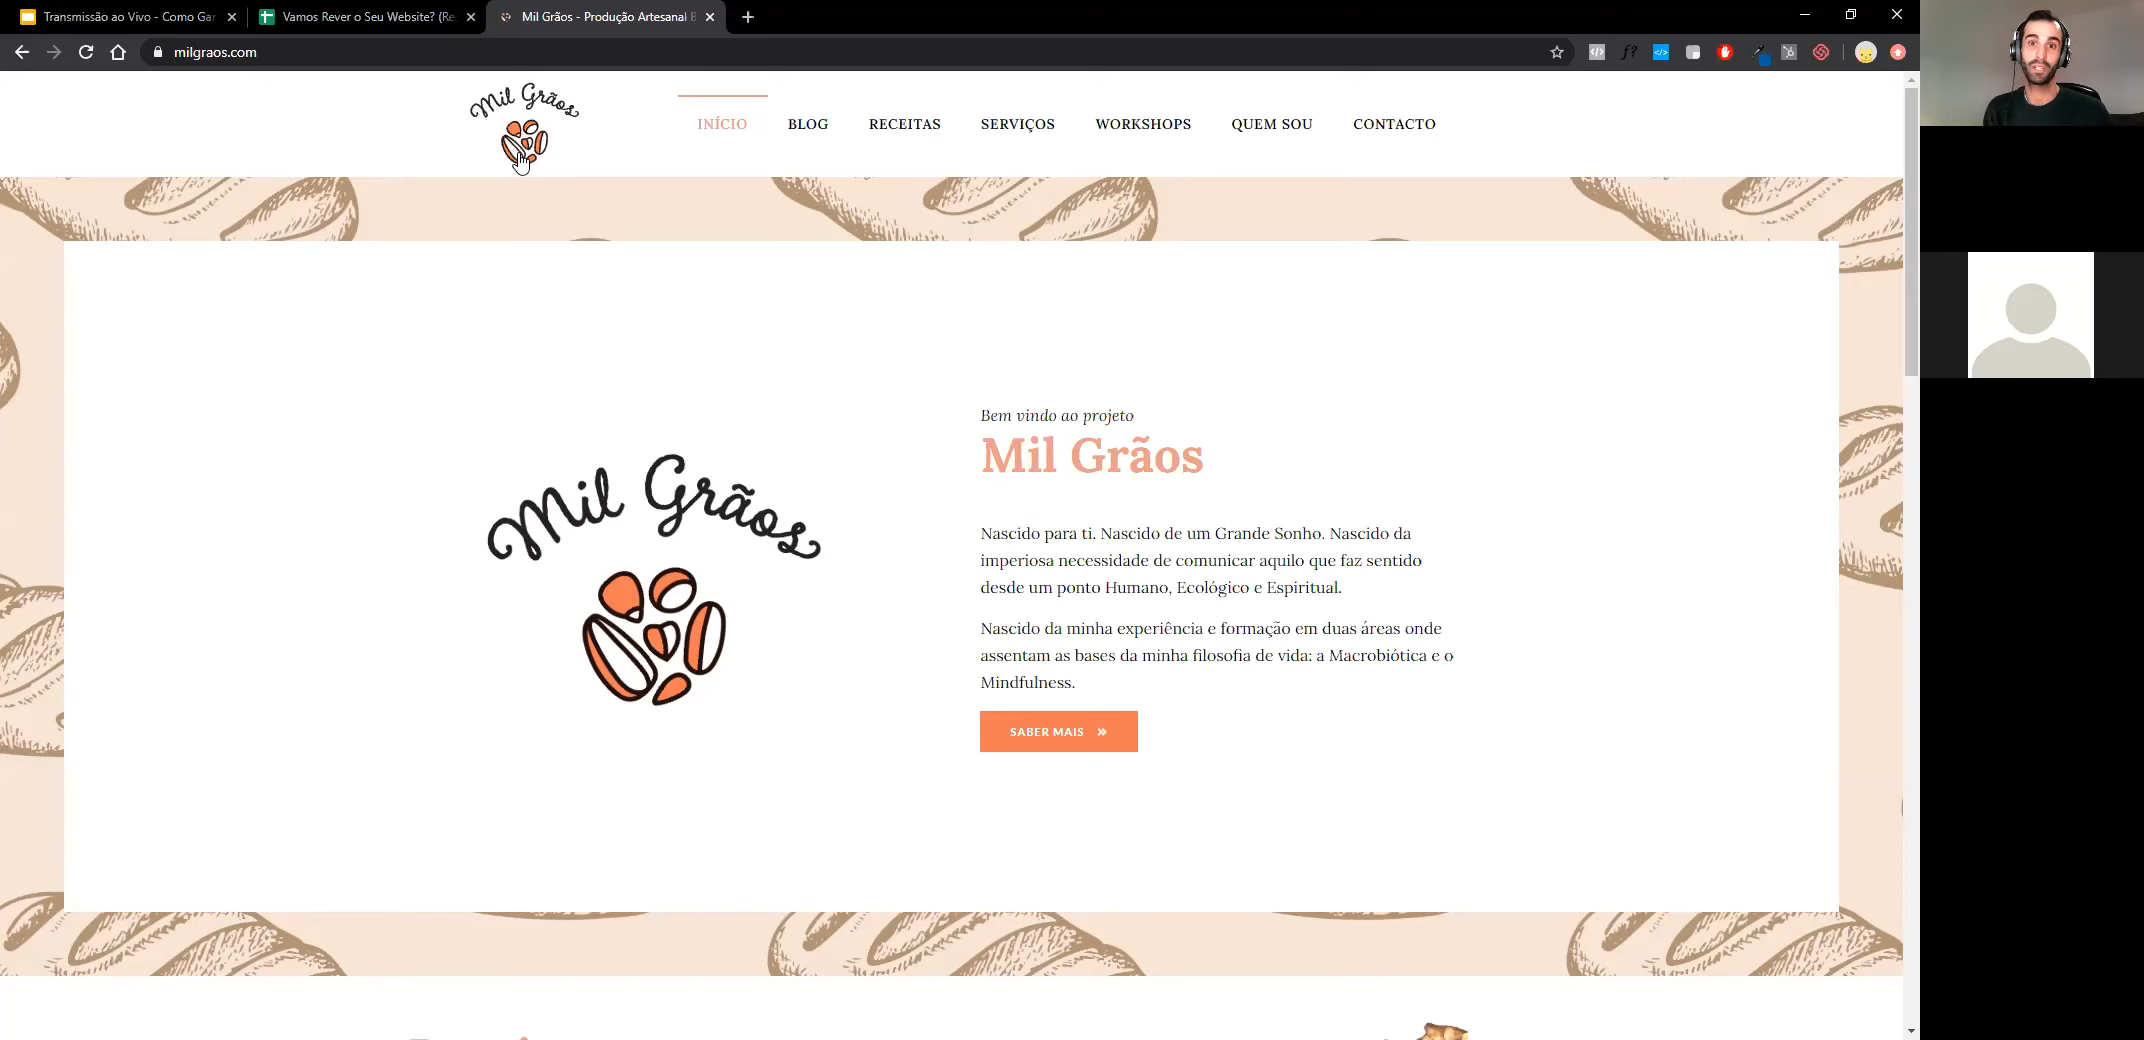 Transmissão ao Vivo - Como Gar
Vamos Rever o Seu Website? (Re
Mil Grãos - Produção Artesanal B
milgraos.com
Mil Grãos
INÍCIO
BLOG
RECEITAS
SERVIÇOS
WORKSHOPS
QUEM SOU
CONTACTO
Mil Grãos
Bem vindo ao projeto
Mil Grãos
Nascido para ti. Nascido de um Grande Sonho. Nascido da
imperiosa necessidade de comunicar aquilo que faz sentido
desde um ponto Humano, Ecológico e Espiritual.
Nascido da minha experiência e formação em duas áreas onde
assentam as bases da minha filosofia de vida: a Macrobiótica e o
Mindfulness.
SABER MAIS »